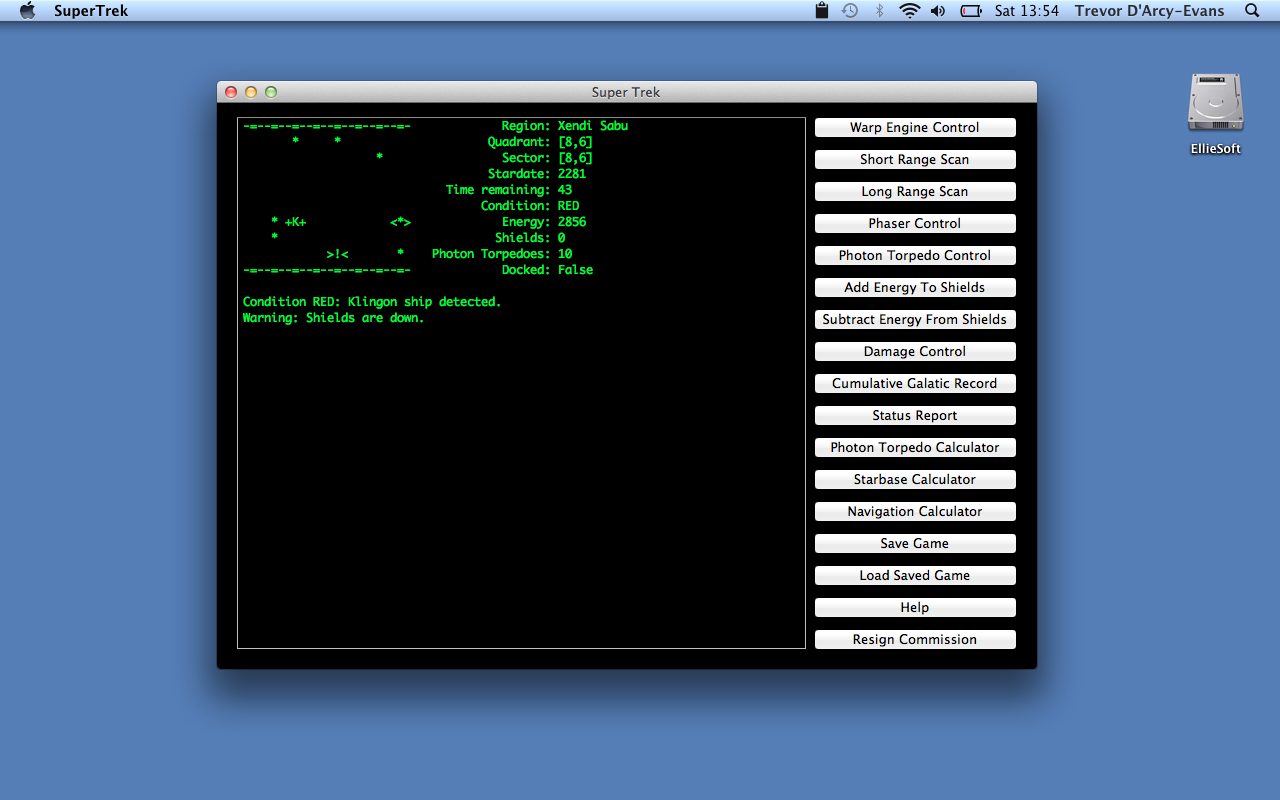 SuperTrek
Sat 13:54
Trevor D'Arcy-Evans
Super Trek
-=--=--=--=--=--=--=--=- Region: Xendi Sabu
* * Quadrant: [8,6]
* Sector: [8,6]
Stardate: 2281
Time remaining: 43
Condition: RED
* +K+ <*> Energy: 2856
* Shields: 0
>!< * Photon Torpedoes: 10
-=--=--=--=--=--=--=--=- Docked: False
Condition RED: Klingon ship detected.
Warning: Shields are down.
Warp Engine Control
Short Range Scan
Long Range Scan
Phaser Control
Photon Torpedo Control
Add Energy To Shields
Subtract Energy From Shields
Damage Control
Cumulative Galatic Record
Status Report
Photon Torpedo Calculator
Starbase Calculator
Navigation Calculator
Save Game
Load Saved Game
Help
Resign Commission
EllieSoft